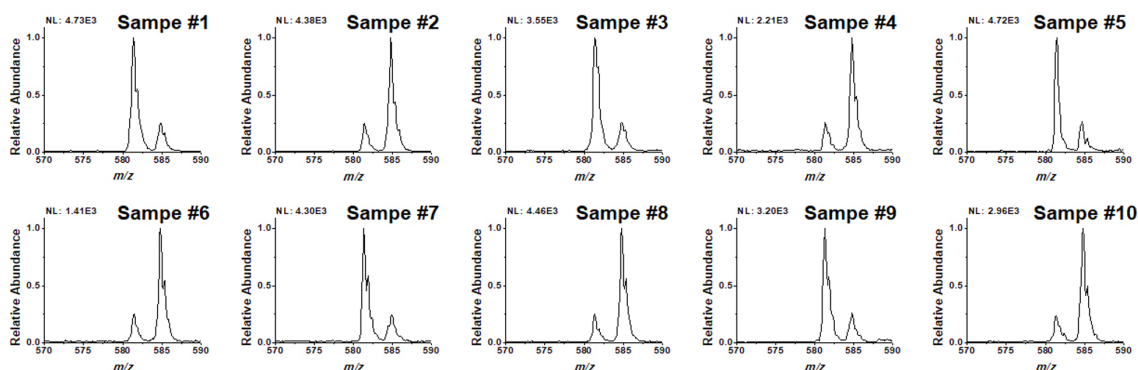 NL: 4.73E3 Sampe #1
Relative Abundance
1.0
0.5
0.0
570 575 580 585 590
m/z
NL: 4.38E3 Sampe #2
Relative Abundance
1.0
0.5
0.0
570 575 580 585 590
m/z
NL: 3.55E3 Sampe #3
Relative Abundance
1.0
0.5
0.0
570 575 580 585 590
m/z
NL: 2.21E3 Sampe #4
Relative Abundance
1.0
0.5
0.0
570 575 580 585 590
m/z
NL: 4.72E3 Sampe #5
Relative Abundance
1.0
0.5
0.0
570 575 580 585 590
m/z
NL: 1.41E3 Sampe #6
Relative Abundance
1.0
0.5
0.0
570 575 580 585 590
m/z
NL: 4.30E3 Sampe #7
Relative Abundance
1.0
0.5
0.0
570 575 580 585 590
m/z
NL: 4.46E3 Sampe #8
Relative Abundance
1.0
0.5
0.0
570 575 580 585 590
m/z
NL: 3.20E3 Sampe #9
Relative Abundance
1.0
0.5
0.0
570 575 580 585 590
m/z
NL: 2.96E3 Sampe #10
Relative Abundance
1.0
0.5
0.0
570 575 580 585 590
m/z